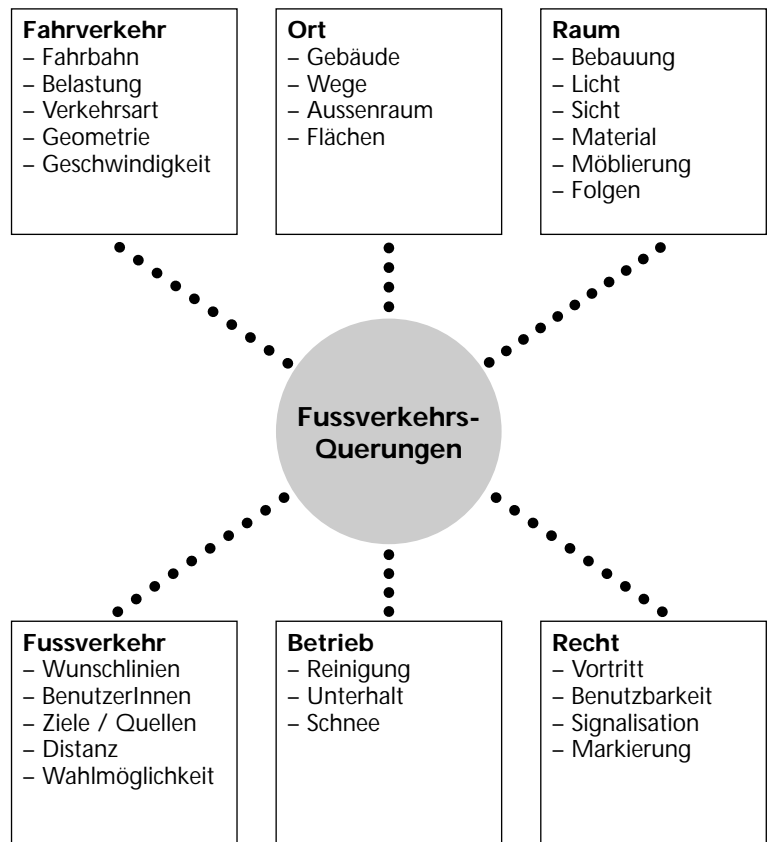 Fahrverkehr
– Fahrbahn
– Belastung
– Verkehrsart
– Geometrie
– Geschwindigkeit
Ort
– Gebäude
– Wege
– Aussenraum
– Flächen
Raum
– Bebauung
– Licht
– Sicht
– Material
– Möblierung
– Folgen
Fussverkehrs-
Querungen
Fussverkehr
– Wunschlinien
– BenutzerInnen
– Ziele / Quellen
– Distanz
– Wahlmöglichkeit
Betrieb
– Reinigung
– Unterhalt
– Schnee
Recht
– Vortritt
– Benutzbarkeit
– Signalisation
– Markierung